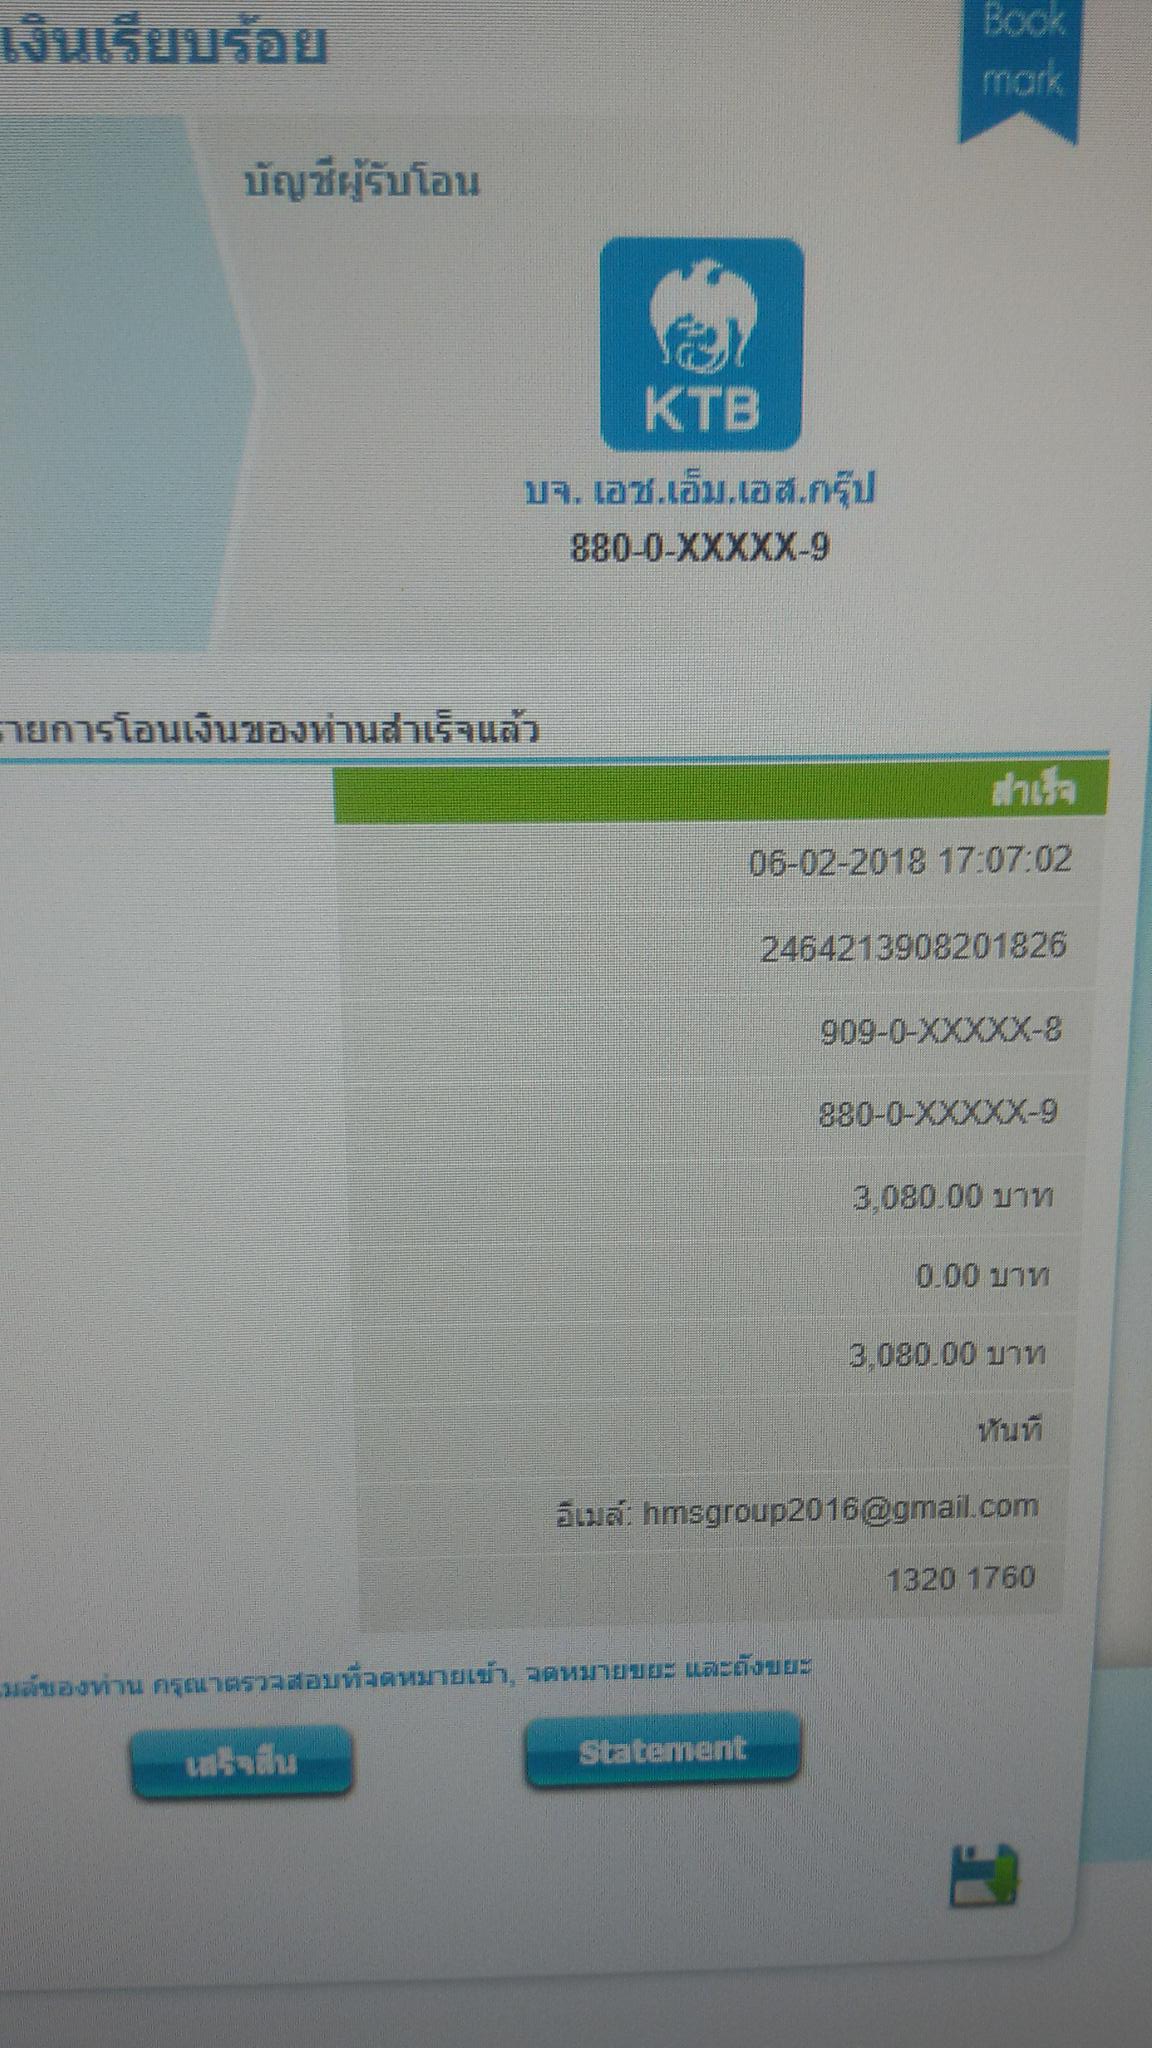 เงินเรียบร้อย
Book
mark
บัญชีผู้รับโอน
KTB
บจ. เอช.เอ็ม.เอส.กรุ๊ป
880-0-XXXXX-9
รายการโอนเงินของท่านสำเร็จแล้ว
สำเร็จ
06-02-2018 17:07:02
2464213908201826
909-0-XXXXX-8
880-0-XXXXX-9
3,080.00 บาท
0.00 บาท
3,080.00 บาท
ทันที
อีเมล์: hmsgroup2016@gmail.com
1320 1760
เมล์ของท่าน กรุณาตรวจสอบที่จดหมายเข้า, จดหมายขยะ และถังขยะ
เสร็จสิ้น
Statement